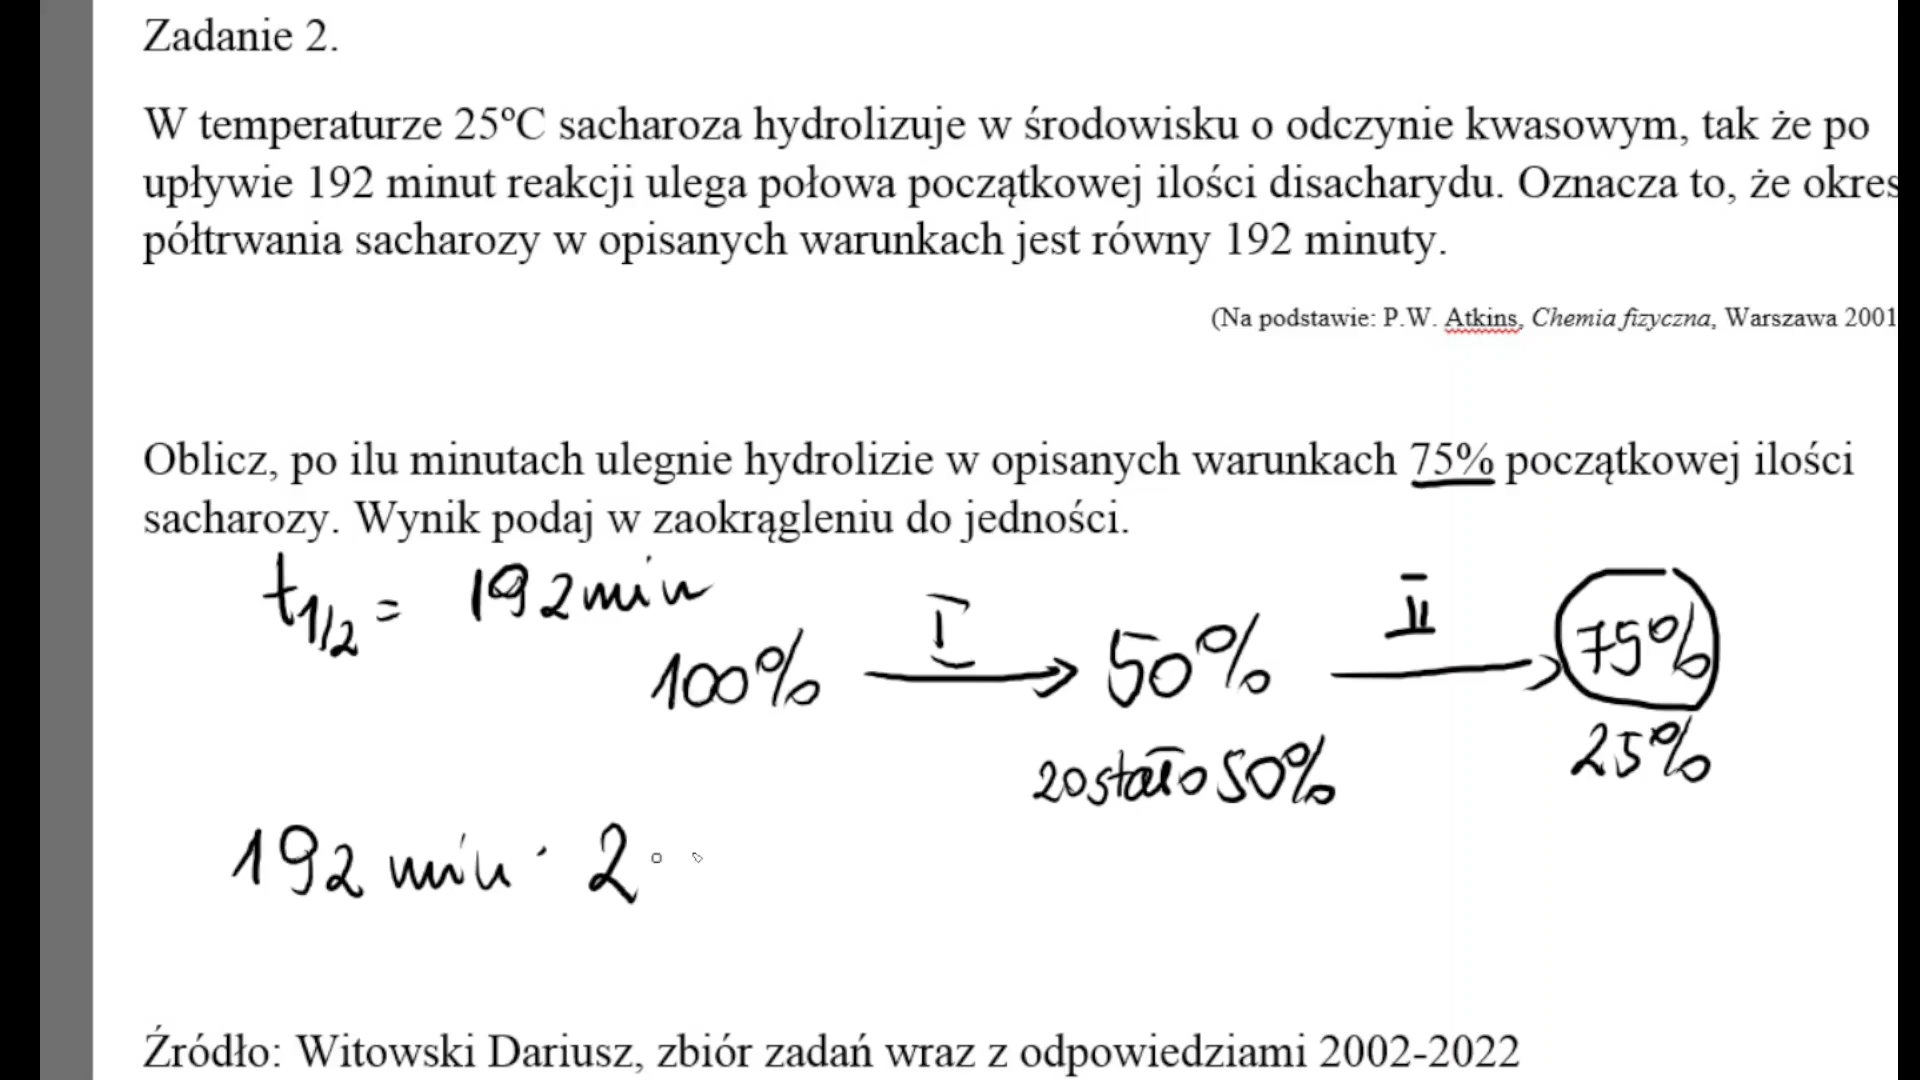 Zadanie 2.
W temperaturze 25°C sacharoza hydrolizuje w środowisku o odczynie kwasowym, tak że po
upływie 192 minut reakcji ulega połowa początkowej ilości disacharydu. Oznacza to, że okres
półtrwania sacharozy w opisanych warunkach jest równy 192 minuty.
(Na podstawie: P.W. Atkins, Chemia fizyczna, Warszawa 2001
Oblicz, po ilu minutach ulegnie hydrolizie w opisanych warunkach 75% początkowej ilości
sacharozy. Wynik podaj w zaokrągleniu do jedności.
t1/2 = 192 min
100% I → 50% II → 75%
zostało 50% 25%
192 min · 2
Źródło: Witowski Dariusz, zbiór zadań wraz z odpowiedziami 2002-2022